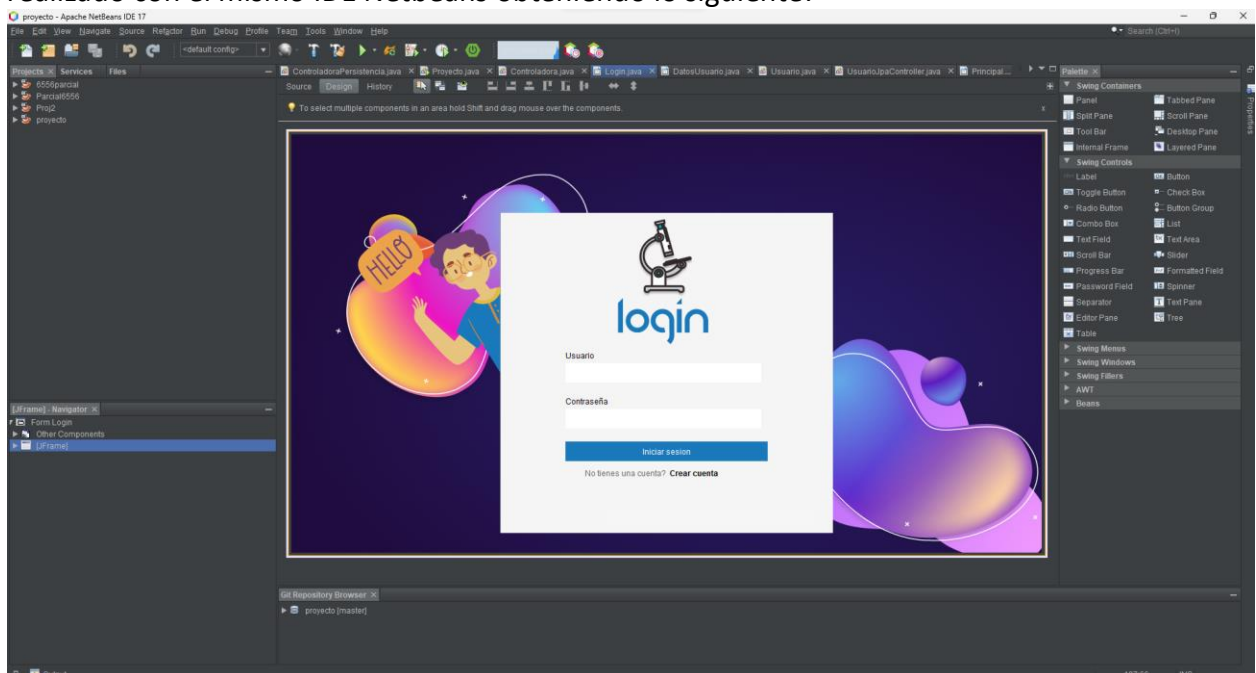 realizado con el mismo IDE Netbeans obteniendo lo siguiente:
proyecto - Apache NetBeans IDE 17
File Edit View Navigate Source Refactor Run Debug Profile Team Tools Window Help
Search (Ctrl+I)
<default config>
Projects Services Files
6556parcial
Parcial6556
Proj2
proyecto
ControladoraPersistencia.java Proyecto.java Controladora.java Login.java DatosUsuario.java Usuario.java UsuarioJpaController.java Principal...
Source Design History
To select multiple components in an area hold Shift and drag mouse over the components.
HELLO
login
Usuario
Contraseña
Iniciar sesion
No tienes una cuenta? Crear cuenta
Palette
Swing Containers
Panel Tabbed Pane
Split Pane Scroll Pane
Tool Bar Desktop Pane
Internal Frame Layered Pane
Swing Controls
Label Button
Toggle Button Check Box
Radio Button Button Group
Combo Box List
Text Field Text Area
Scroll Bar Slider
Progress Bar Formatted Field
Password Field Spinner
Separator Text Pane
Editor Pane Tree
Table
Swing Menus
Swing Windows
Swing Fillers
AWT
Beans
Properties
[JFrame] - Navigator
Form Login
Other Components
[JFrame]
Git Repository Browser
proyecto [master]